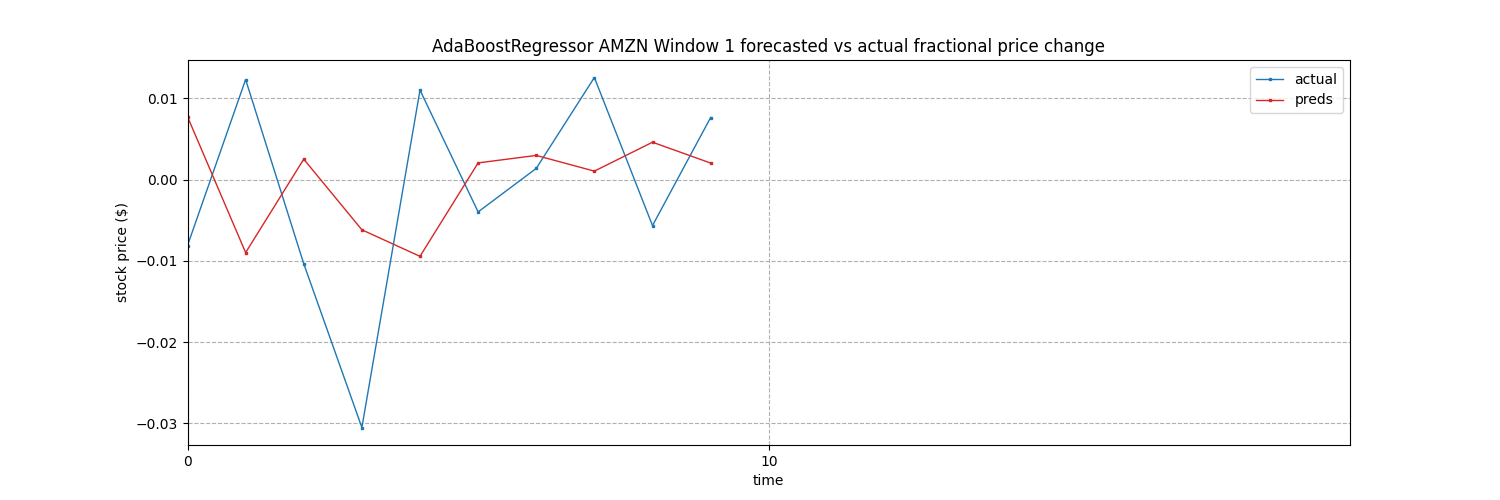 AdaBoostRegressor AMZN Window 1 forecasted vs actual fractional price change
actual
preds
0.01
0.00
−0.01
−0.02
−0.03
stock price ($)
0
10
time